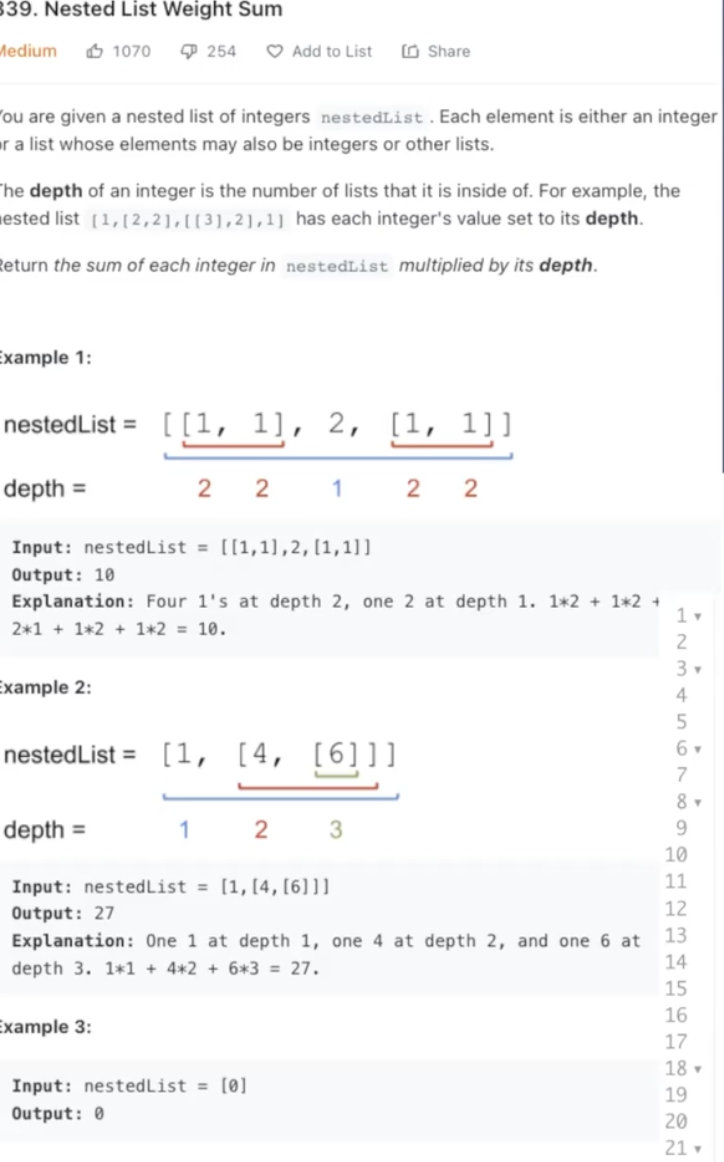 339. Nested List Weight Sum
Medium 1070 254 Add to List Share
You are given a nested list of integers nestedList . Each element is either an integer
or a list whose elements may also be integers or other lists.
The depth of an integer is the number of lists that it is inside of. For example, the
nested list [1,[2,2],[[3],2],1] has each integer's value set to its depth.
Return the sum of each integer in nestedList multiplied by its depth.
Example 1:
nestedList = [[1, 1], 2, [1, 1]]
depth = 2 2 1 2 2
Input: nestedList = [[1,1],2,[1,1]]
Output: 10
Explanation: Four 1's at depth 2, one 2 at depth 1. 1*2 + 1*2 +
2*1 + 1*2 + 1*2 = 10.
Example 2:
nestedList = [1, [4, [6]]]
depth = 1 2 3
Input: nestedList = [1,[4,[6]]]
Output: 27
Explanation: One 1 at depth 1, one 4 at depth 2, and one 6 at
depth 3. 1*1 + 4*2 + 6*3 = 27.
Example 3:
Input: nestedList = [0]
Output: 0
1
2
3
4
5
6
7
8
9
10
11
12
13
14
15
16
17
18
19
20
21